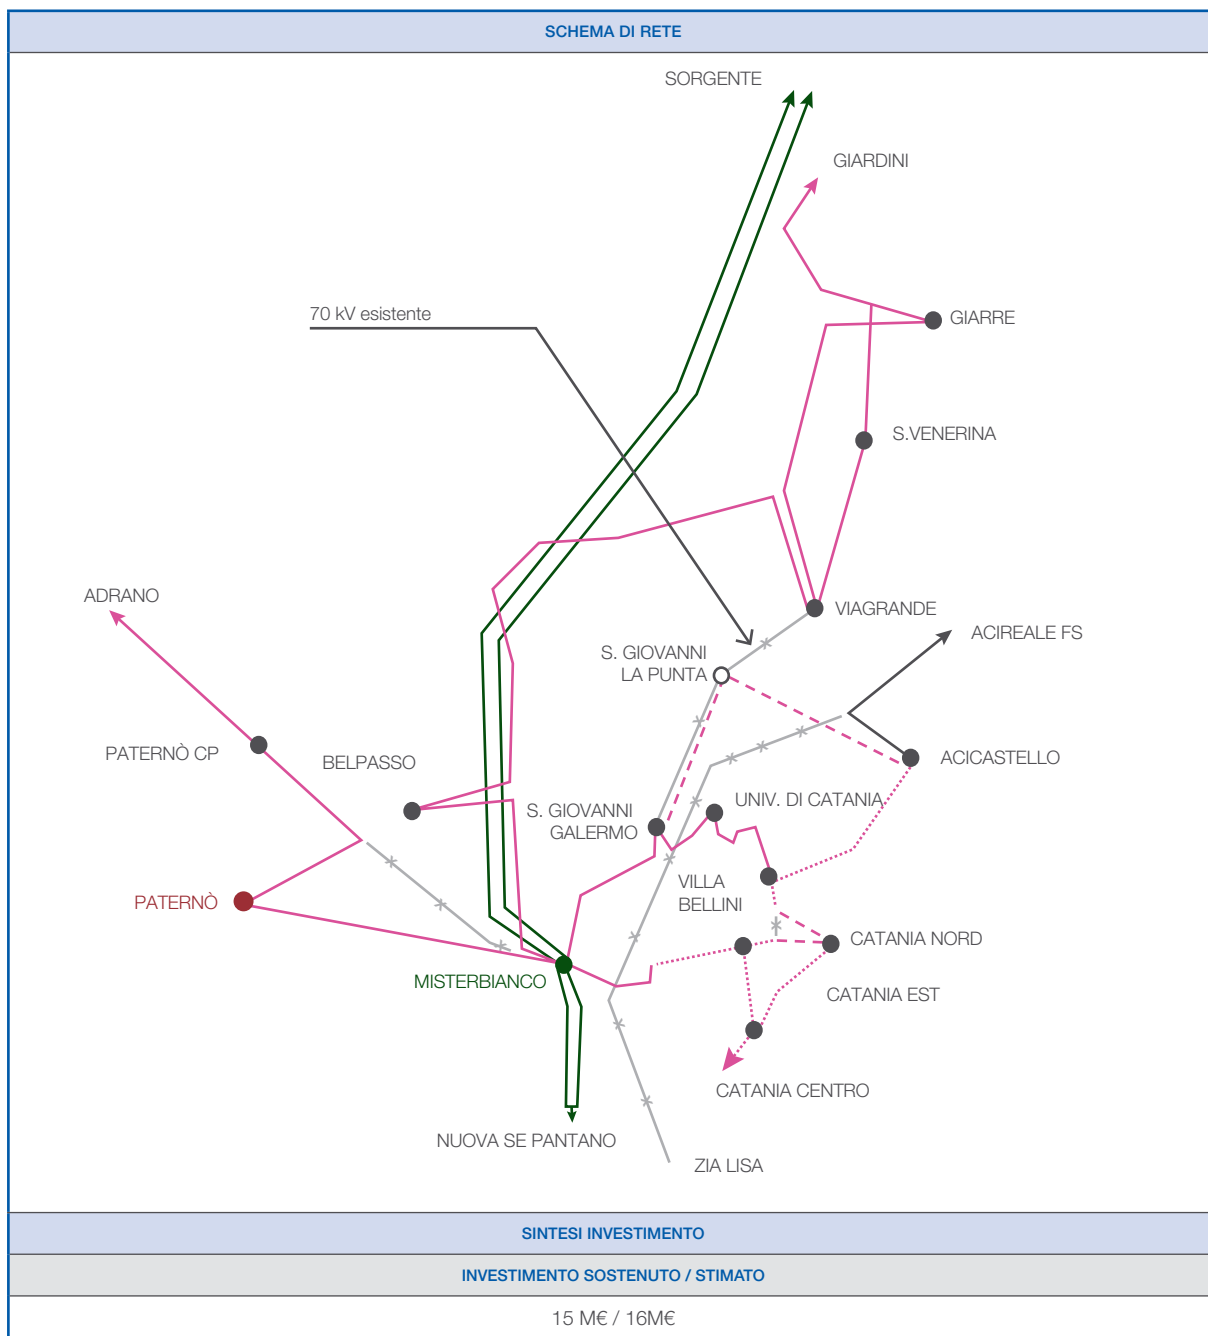 SCHEMA DI RETE
SORGENTE
GIARDINI
70 kV esistente
GIARRE
S.VENERINA
ADRANO
VIAGRANDE
ACIREALE FS
S. GIOVANNI
LA PUNTA
PATERNÒ CP
BELPASSO
ACICASTELLO
UNIV. DI CATANIA
S. GIOVANNI
GALERMO
VILLA
BELLINI
PATERNÒ
CATANIA NORD
MISTERBIANCO
CATANIA EST
CATANIA CENTRO
NUOVA SE PANTANO
ZIA LISA
SINTESI INVESTIMENTO
INVESTIMENTO SOSTENUTO / STIMATO
15 M€ / 16M€